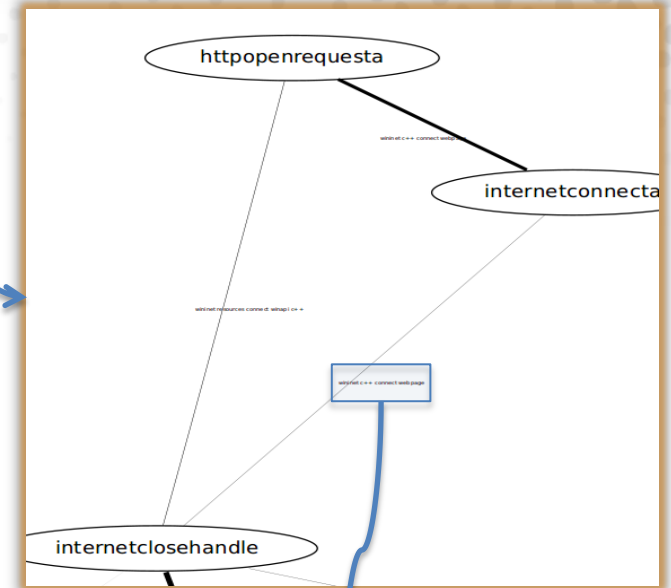 httpopenrequesta
wininet c++ connect webpage
internetconnecta
wininet resources connect winapi c++
wininet c++ connect webpage
internetclosehandle